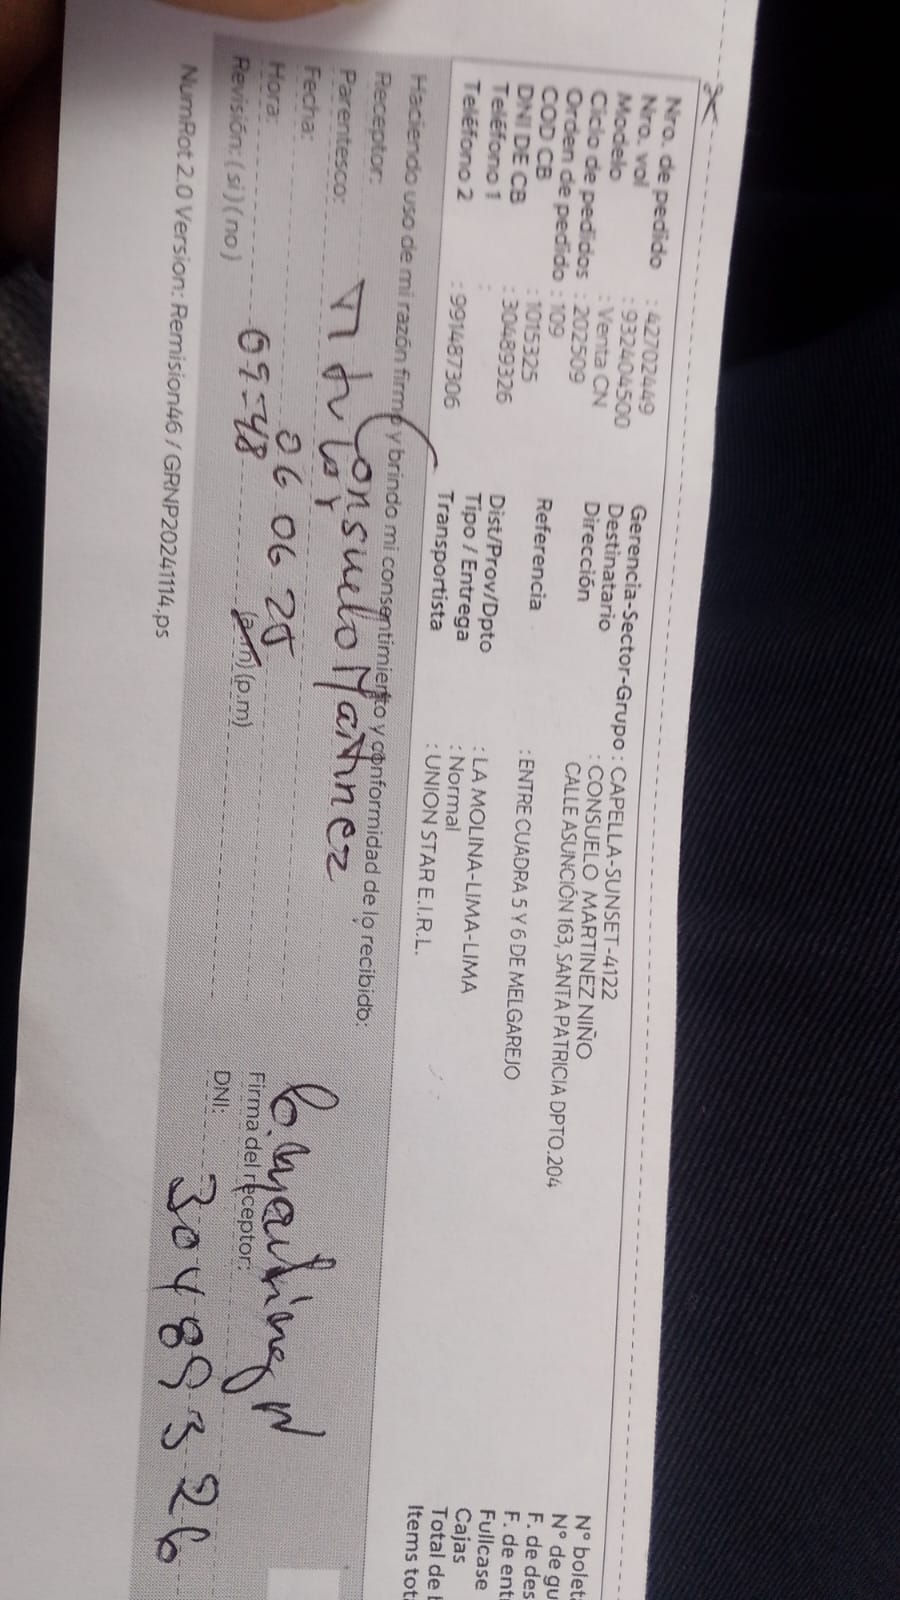 Nro. de pedido : 42702449
Nro. vol : 932404500
Modelo : Venta CN
Ciclo de pedidos : 202509
Orden de pedido : 109
COD CB : 1015325
DNI DE CB : 30489326
Teléfono 1 :
Teléfono 2 : 991487306
Gerencia-Sector-Grupo : CAPELLA-SUNSET-4122
Destinatario : CONSUELO MARTINEZ NIÑO
Dirección CALLE ASUNCIÓN 163, SANTA PATRICIA DPTO.204
Referencia : ENTRE CUADRA 5 Y 6 DE MELGAREJO
Dist/Prov/Dpto : LA MOLINA-LIMA-LIMA
Tipo / Entrega : Normal
Transportista : UNION STAR E.I.R.L.
N° bolet
N° de gu
F. de des
F. de ent
Fullcase
Cajas
Total de
Items tot
Haciendo uso de mi razón firmo y brindo mi consentimiento y conformidad de lo recibido:
Receptor: Consuelo Martinez
Parentesco:
Fecha: 06 06 25
Hora: 09-48 (a.m) (p.m)
Revisión: (si) (no)
C. Martinez N
Firma del receptor:
DNI: 30489326
NumRot 2.0 Version: Remision46 / GRNP20241114.ps